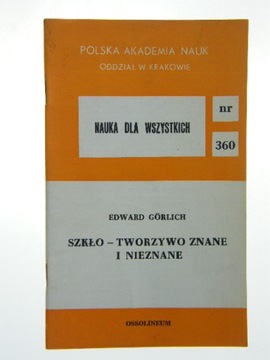 POLSKA AKADEMIA NAUK
ODDZIAŁ W KRAKOWIE
NAUKA DLA WSZYSTKICH
nr
360
EDWARD GÖRLICH
SZKŁO – TWORZYWO ZNANE
I NIEZNANE
OSSOLINEUM